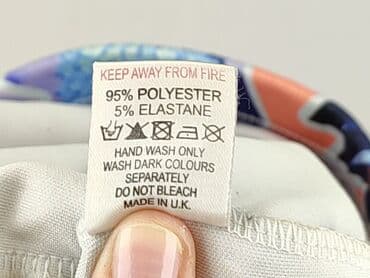 KEEP AWAY FROM FIRE
95% POLYESTER
5% ELASTANE
HAND WASH ONLY
WASH DARK COLOURS
SEPARATELY
DO NOT BLEACH
MADE IN U.K.